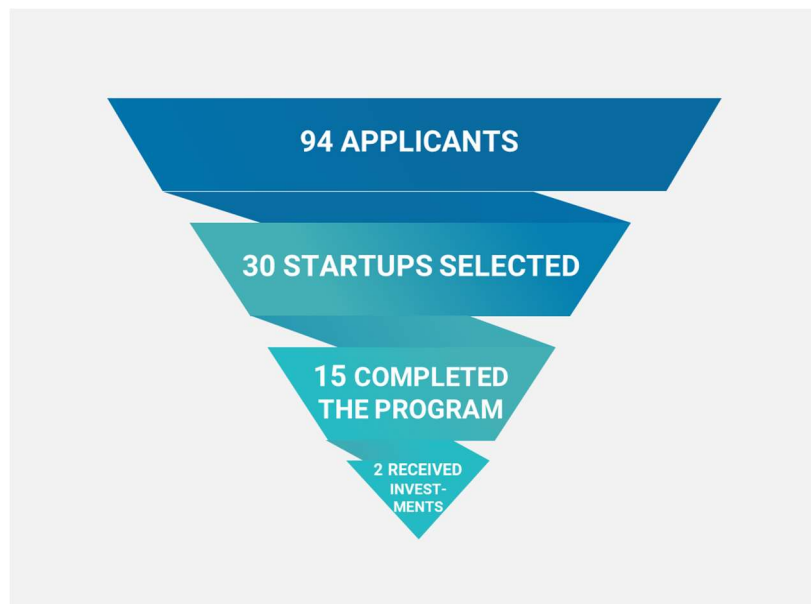 94 APPLICANTS
30 STARTUPS SELECTED
15 COMPLETED
THE PROGRAM
2 RECEIVED
INVEST-
MENTS